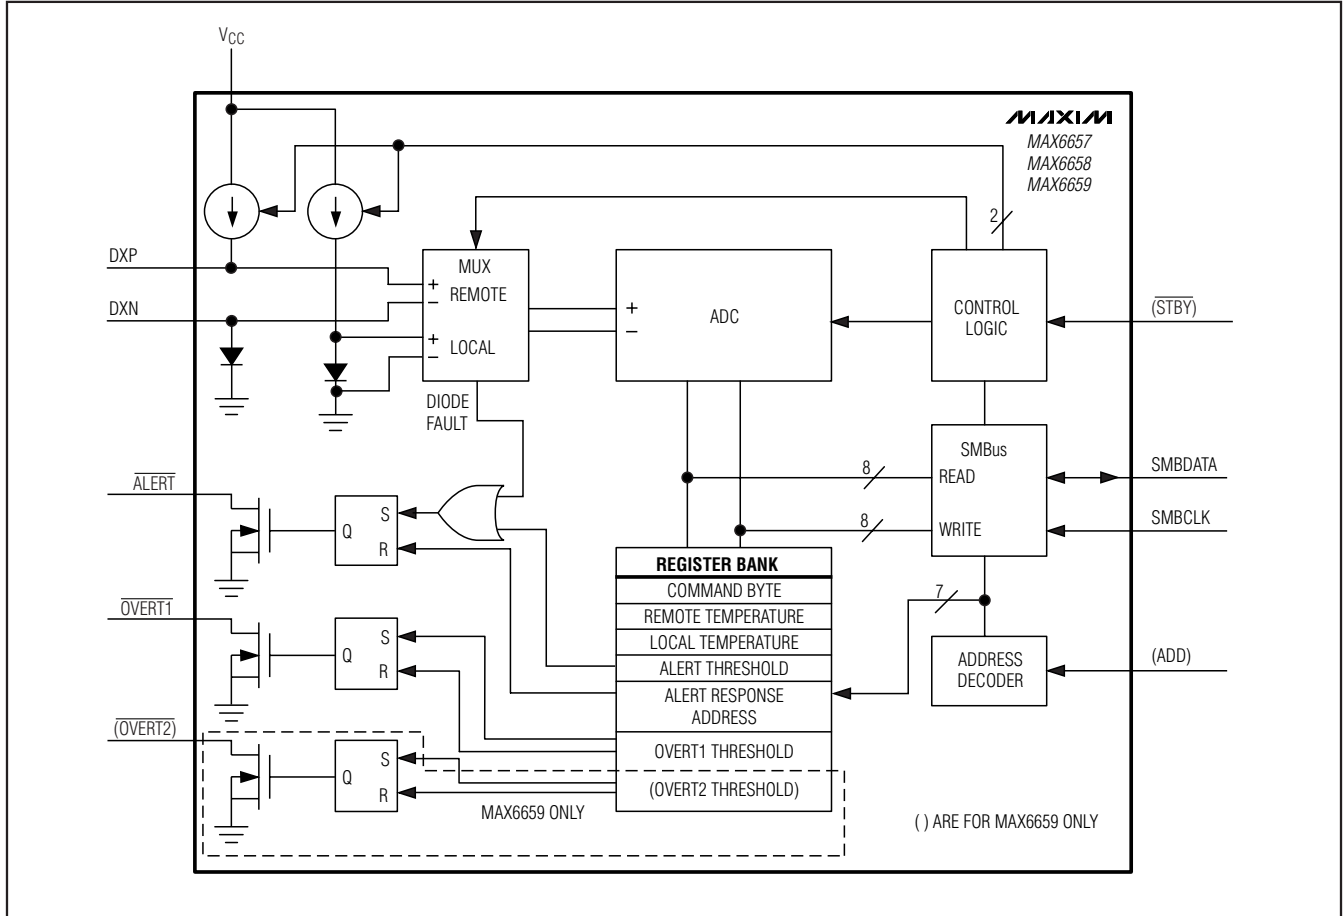 VCC
MAXIM
MAX6657
MAX6658
MAX6659
2
DXP
MUX
+
REMOTE
−
DXN
+
LOCAL
−
+
ADC
−
CONTROL
LOGIC
(STBY)
DIODE
FAULT
SMBus
8
READ
SMBDATA
8
WRITE
SMBCLK
ALERT
S
Q
R
REGISTER BANK
COMMAND BYTE
REMOTE TEMPERATURE
LOCAL TEMPERATURE
ALERT THRESHOLD
ALERT RESPONSE
ADDRESS
OVERT1 THRESHOLD
(OVERT2 THRESHOLD)
7
ADDRESS
DECODER
(ADD)
OVERT1
S
Q
R
(OVERT2)
S
Q
R
MAX6659 ONLY
( ) ARE FOR MAX6659 ONLY